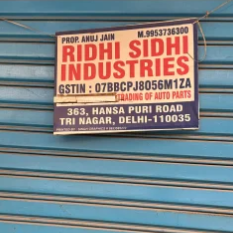 PROP. ANUJ JAIN M.9953736300
RIDHI SIDHI
INDUSTRIES
GSTIN : 07BBCPJ8056M1ZA
TRADING OF AUTO PARTS
363, HANSA PURI ROAD
TRI NAGAR, DELHI-110035